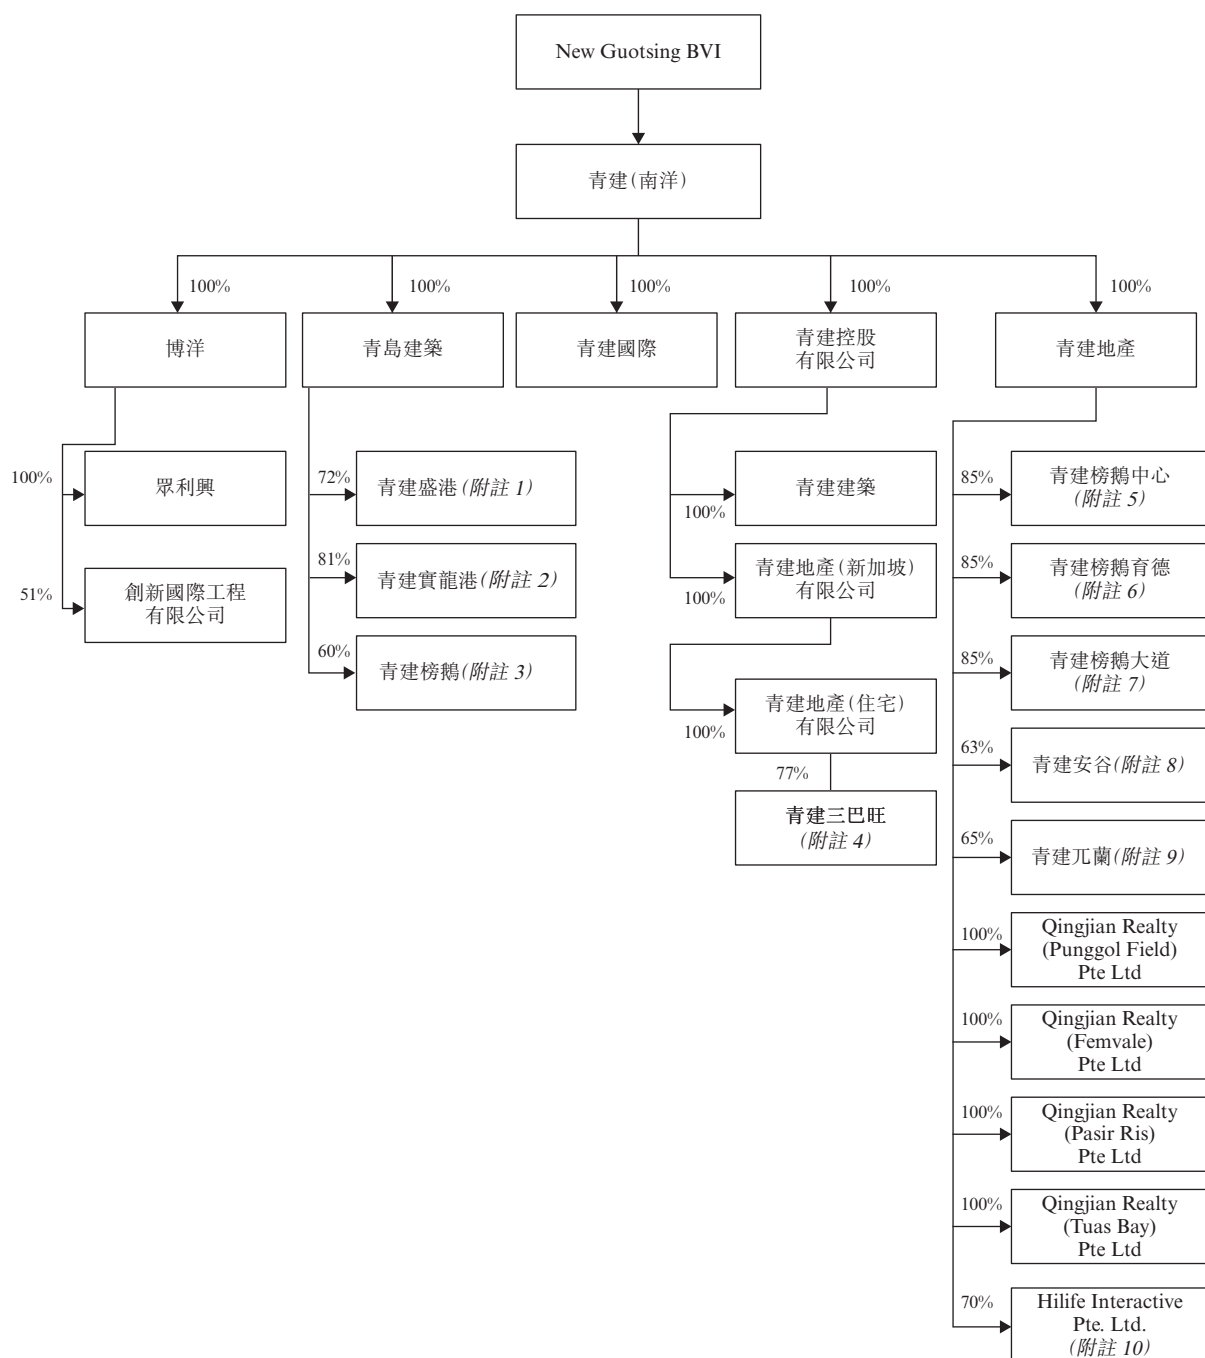 New Guotsing BVI
青建(南洋)
100%
100%
100%
100%
100%
博洋
青島建築
青建國際
青建控股
有限公司
青建地產
100%
眾利興
51%
創新國際工程
有限公司
72%
青建盛港(附註 1)
81%
青建實龍港(附註 2)
60%
青建榜鵝(附註 3)
100%
青建建築
100%
青建地產(新加坡)
有限公司
100%
青建地產(住宅)
有限公司
77%
青建三巴旺
(附註 4)
85%
青建榜鵝中心
(附註 5)
85%
青建榜鵝育德
(附註 6)
85%
青建榜鵝大道
(附註 7)
63%
青建安谷(附註 8)
65%
青建兀蘭(附註 9)
100%
Qingjian Realty
(Punggol Field)
Pte Ltd
100%
Qingjian Realty
(Femvale)
Pte Ltd
100%
Qingjian Realty
(Pasir Ris)
Pte Ltd
100%
Qingjian Realty
(Tuas Bay)
Pte Ltd
70%
Hilife Interactive
Pte. Ltd.
(附註 10)